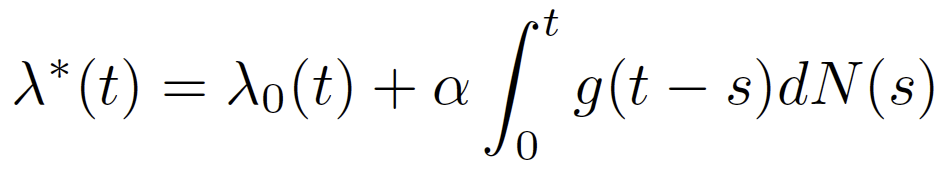 λ*(t) = λ₀(t) + α ∫₀ᵗ g(t − s)dN(s)